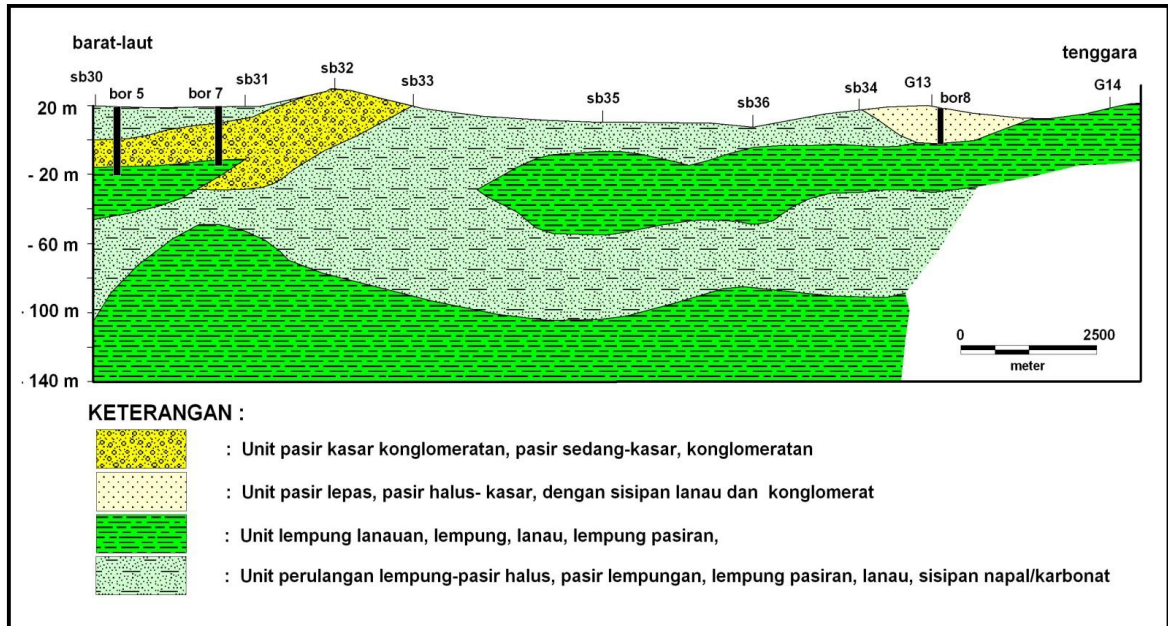 barat-laut
tenggara
sb30 bor 5 bor 7 sb31 sb32 sb33 sb35 sb36 sb34 G13 bor8 G14
20 m
- 20 m
- 60 m
- 100 m
- 140 m
0 2500
meter
KETERANGAN :
: Unit pasir kasar konglomeratan, pasir sedang-kasar, konglomeratan
: Unit pasir lepas, pasir halus- kasar, dengan sisipan lanau dan konglomerat
: Unit lempung lanauan, lempung, lanau, lempung pasiran,
: Unit perulangan lempung-pasir halus, pasir lempungan, lempung pasiran, lanau, sisipan napal/karbonat